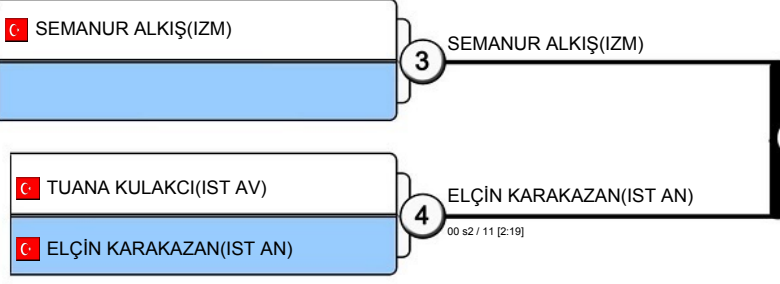 SEMANUR ALKIŞ(IZM)
3
SEMANUR ALKIŞ(IZM)
TUANA KULAKCI(IST AV)
4
ELÇİN KARAKAZAN(IST AN)
00 s2 / 11 [2:19]
ELÇİN KARAKAZAN(IST AN)